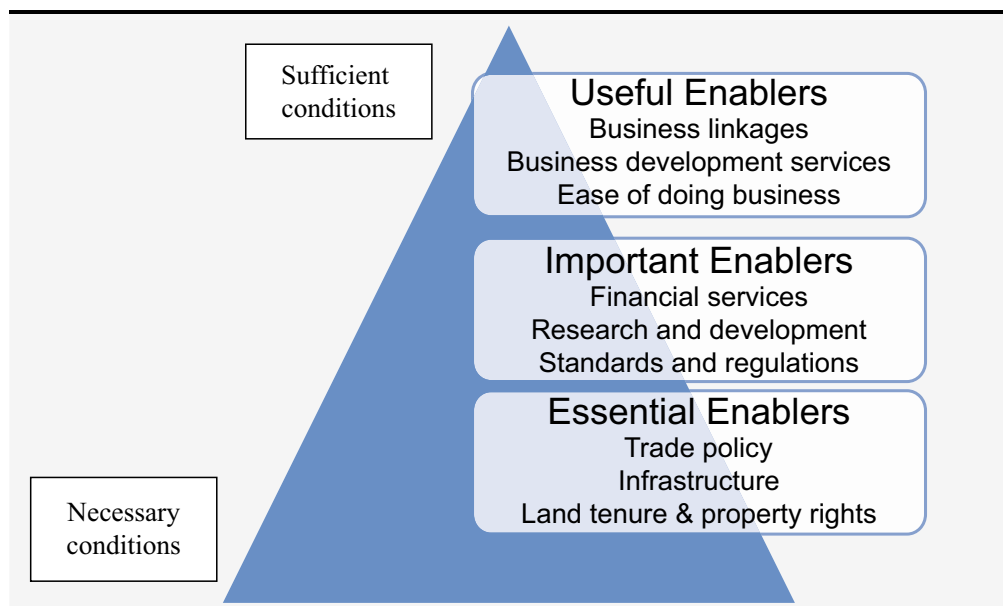 Sufficient
conditions
Useful Enablers
Business linkages
Business development services
Ease of doing business
Important Enablers
Financial services
Research and development
Standards and regulations
Essential Enablers
Trade policy
Infrastructure
Land tenure & property rights
Necessary
conditions